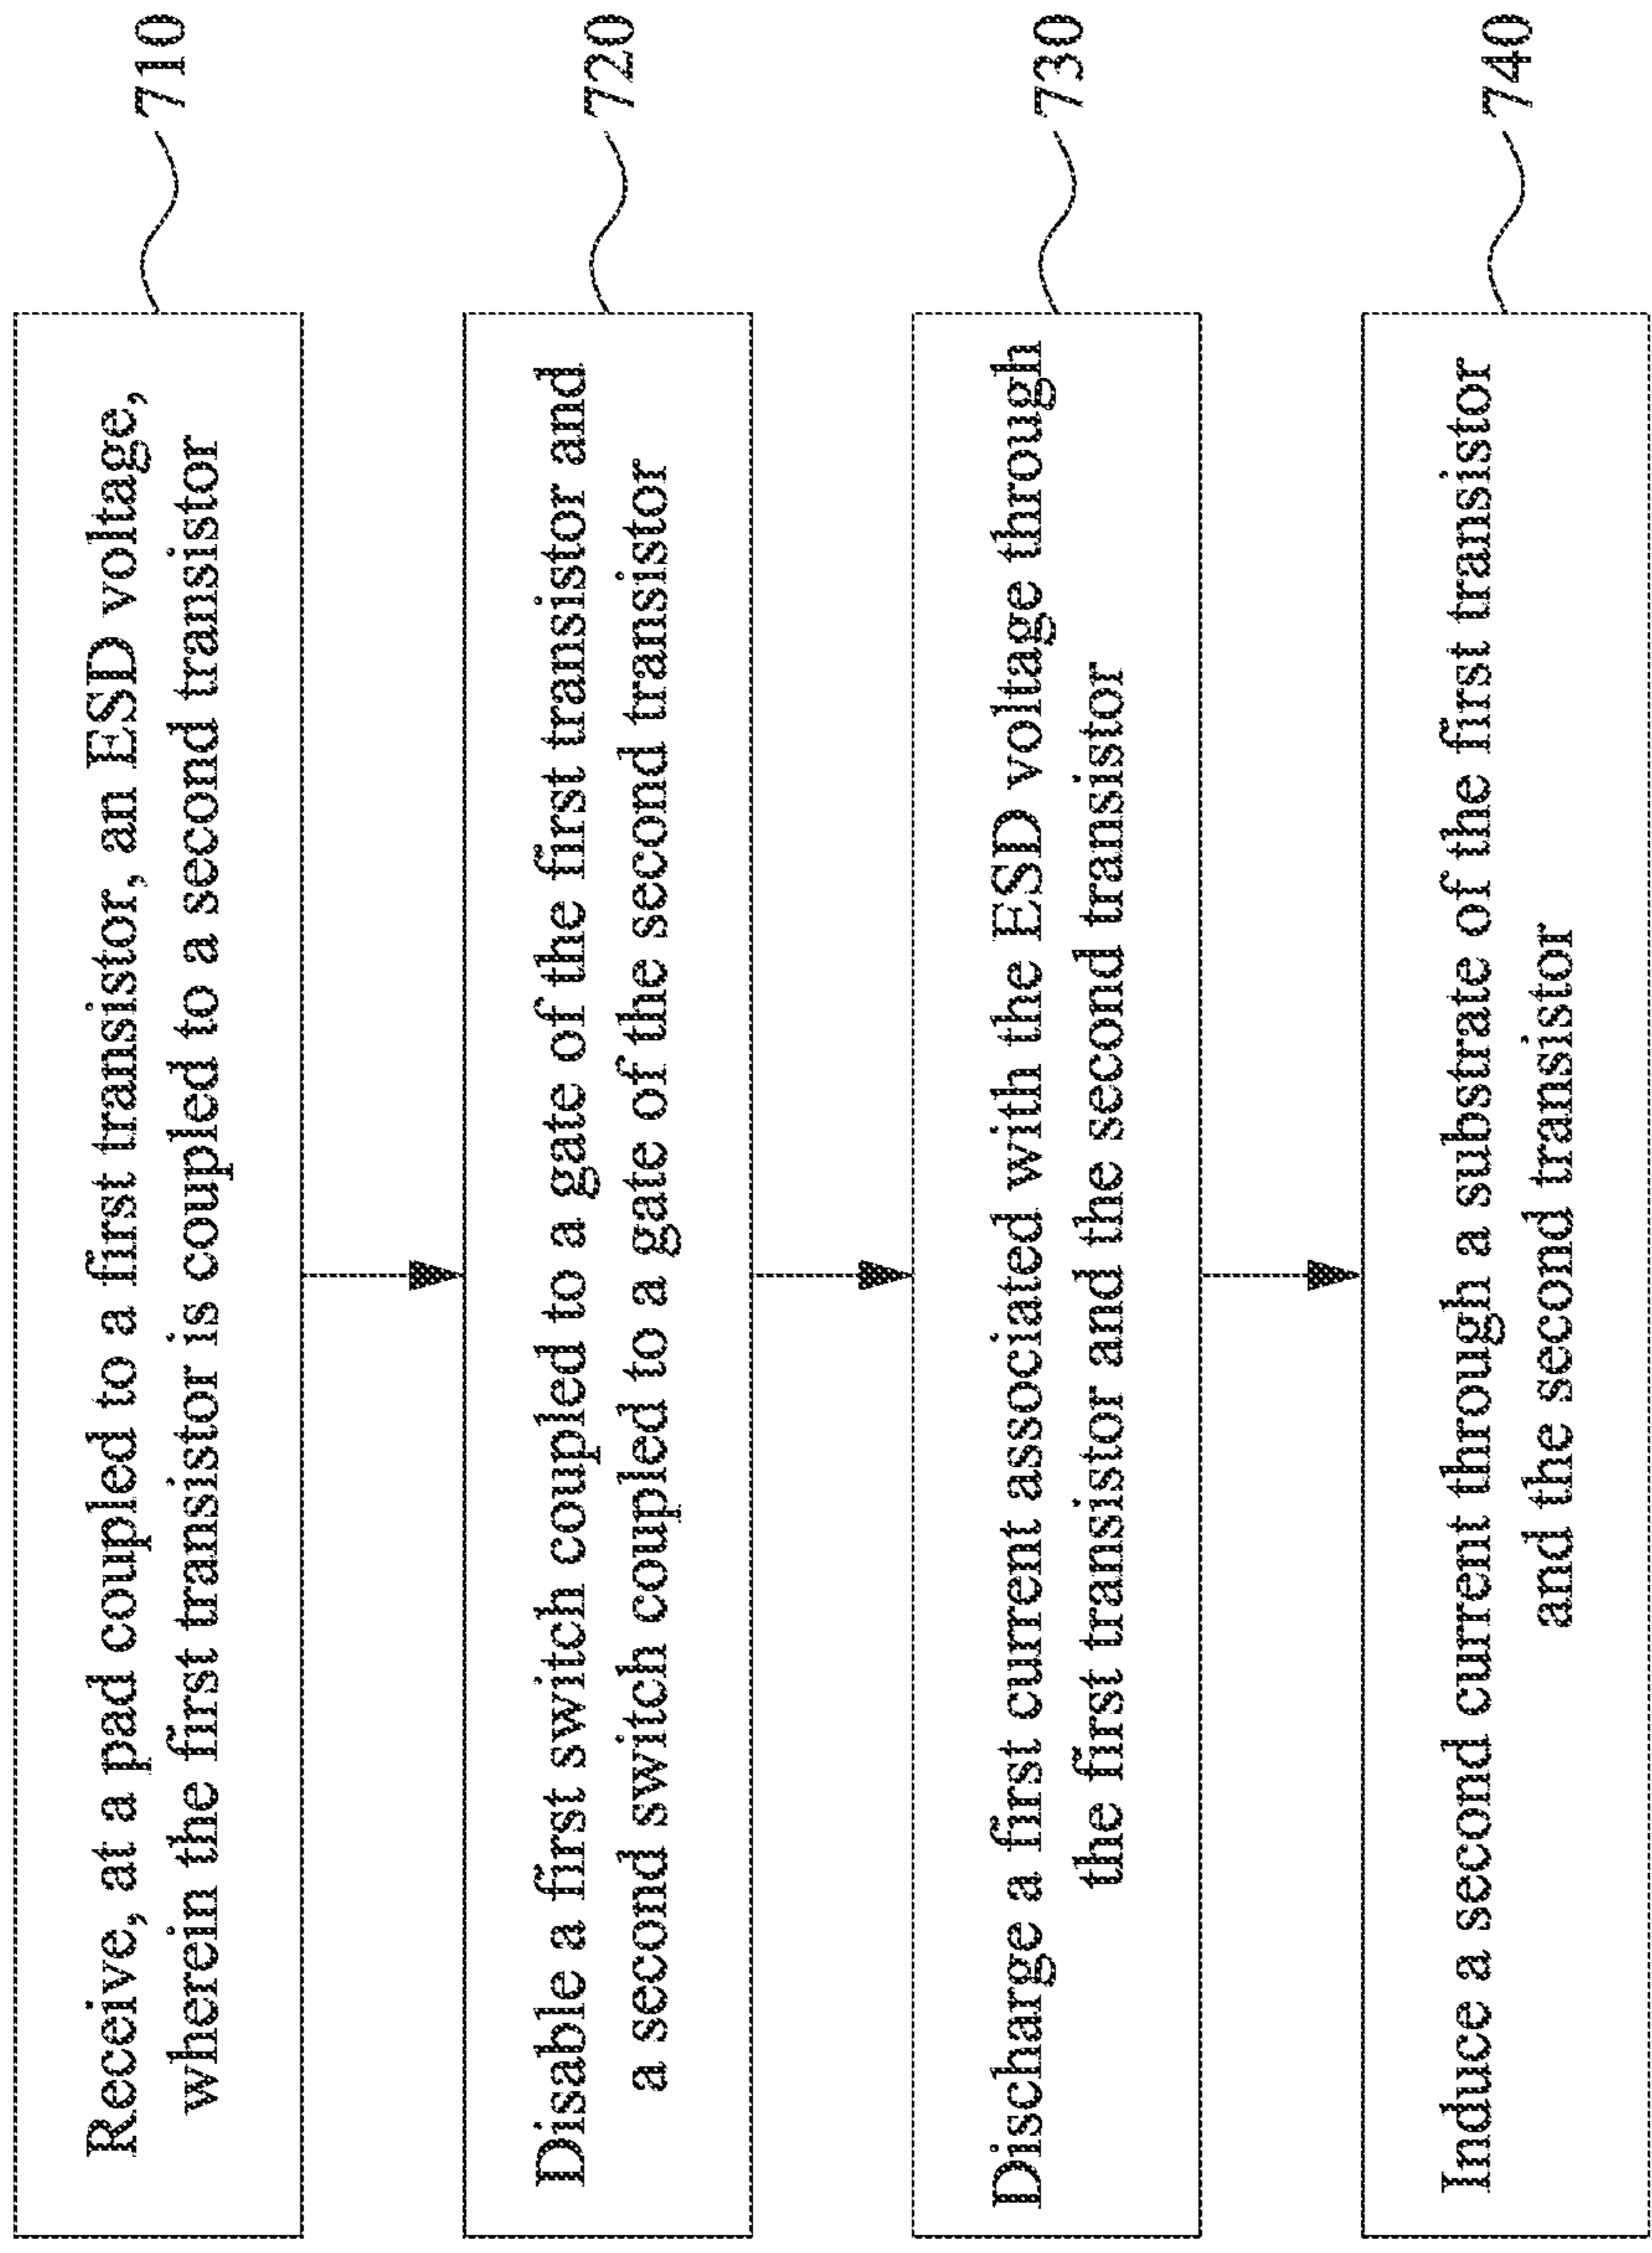 Receive, at a pad coupled to a first transistor, an ESD voltage,
wherein the first transistor is coupled to a second transistor
710
Disable a first switch coupled to a gate of the first transistor and
a second switch coupled to a gate of the second transistor
720
Discharge a first current associated with the ESD voltage through
the first transistor and the second transistor
730
Induce a second current through a substrate of the first transistor
and the second transistor
740